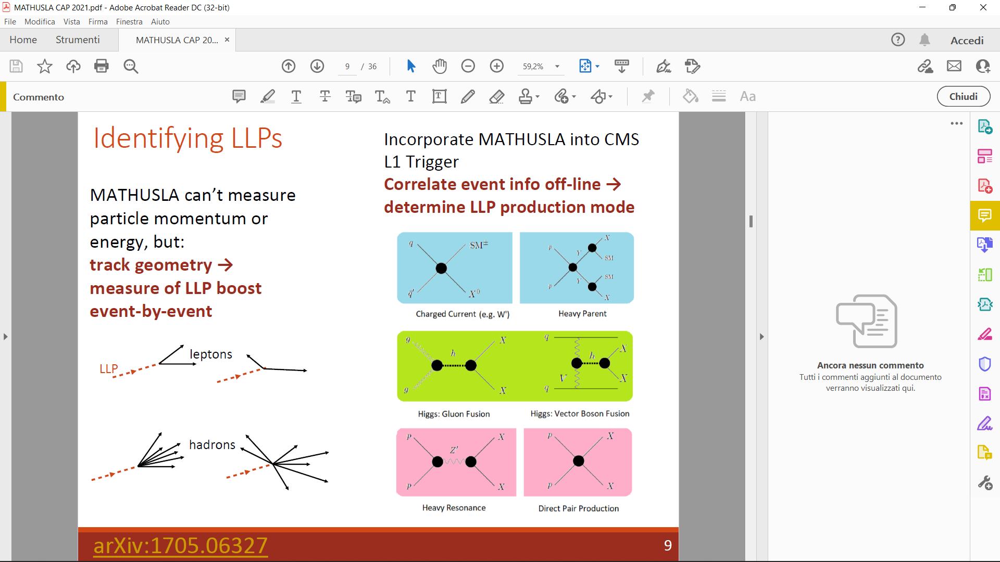 MATHUSLA CAP 2021.pdf - Adobe Acrobat Reader DC (32-bit)
File Modifica Vista Firma Finestra Aiuto
Home Strumenti MATHUSLA CAP 20... × Accedi
9 / 36 59,2%
Commento Aa Chiudi
Identifying LLPs
MATHUSLA can't measure
particle momentum or
energy, but:
track geometry →
measure of LLP boost
event-by-event
LLP leptons
hadrons
Incorporate MATHUSLA into CMS
L1 Trigger
Correlate event info off-line →
determine LLP production mode
q SM±
q̄′ X⁰
Charged Current (e.g. W')
p Y X
SM
SM
p Y X
Heavy Parent
g h X
g X
Higgs: Gluon Fusion
q
h X
V X
q
Higgs: Vector Boson Fusion
p Z′ X
p X
Heavy Resonance
p X
p X
Direct Pair Production
arXiv:1705.06327
9
Ancora nessun commento
Tutti i commenti aggiunti al documento
verranno visualizzati qui.